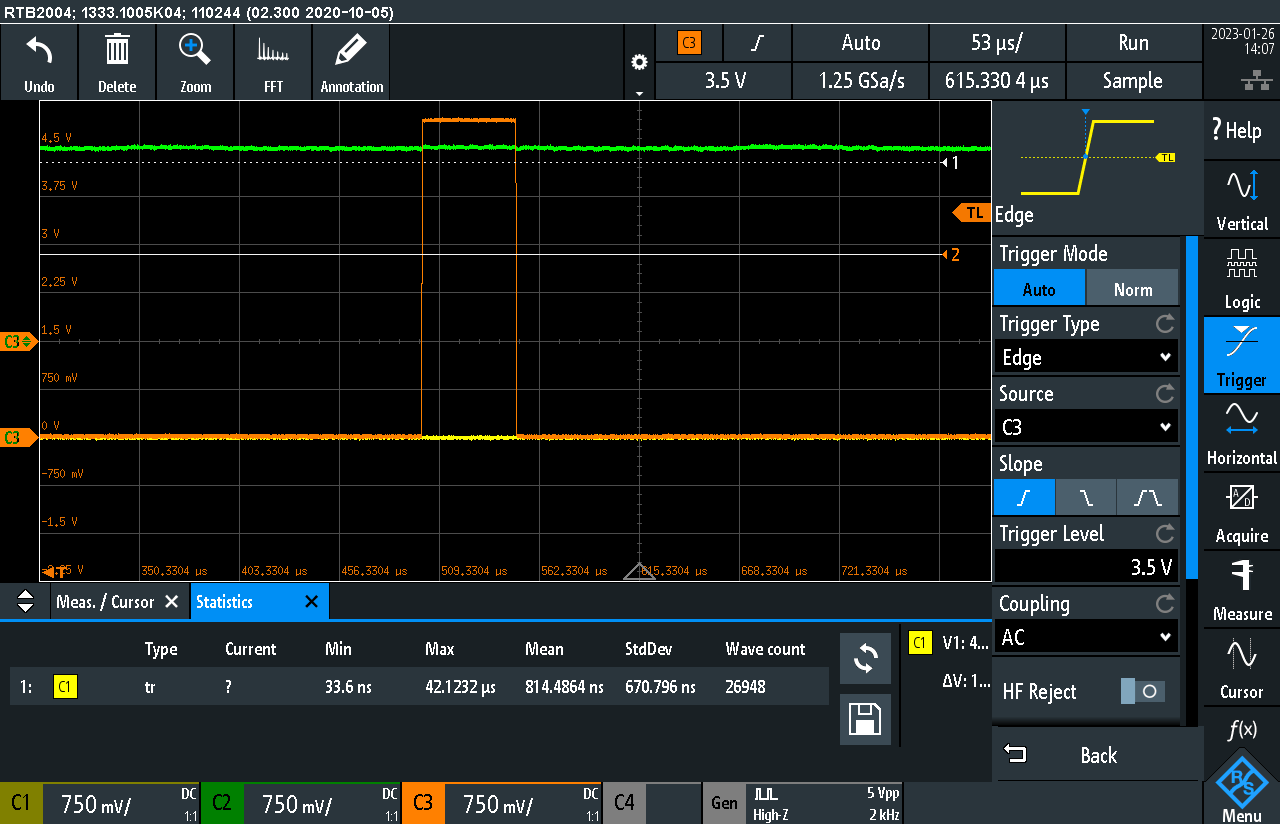 RTB2004; 1333.1005K04; 110244 (02.300 2020-10-05)
Undo
Delete
Zoom
FFT
Annotation
C3
Auto
53 µs/
Run
3.5 V
1.25 GSa/s
615.330 4 µs
Sample
2023-01-26
14:07
4.5 V
3.75 V
3 V
2.25 V
1.5 V
750 mV
0 V
-750 mV
-1.5 V
1
TL
2
C3
C3
T
350.3304 µs
403.3304 µs
456.3304 µs
509.3304 µs
562.3304 µs
615.3304 µs
668.3304 µs
721.3304 µs
TL
Edge
Trigger Mode
Auto
Norm
Trigger Type
Edge
Source
C3
Slope
Trigger Level
3.5 V
Coupling
AC
HF Reject
Back
? Help
Vertical
Logic
Trigger
Horizontal
A
D
Acquire
Measure
Cursor
f(x)
R&S
Menu
Meas. / Cursor
Statistics
Type Current Min Max Mean StdDev Wave count
1: C1 tr ? 33.6 ns 42.1232 µs 814.4864 ns 670.796 ns 26948
C1 V1: 4...
ΔV: 1...
C1 750 mV/ DC 1:1
C2 750 mV/ DC 1:1
C3 750 mV/ DC 1:1
C4
Gen
High-Z
5 Vpp
2 kHz